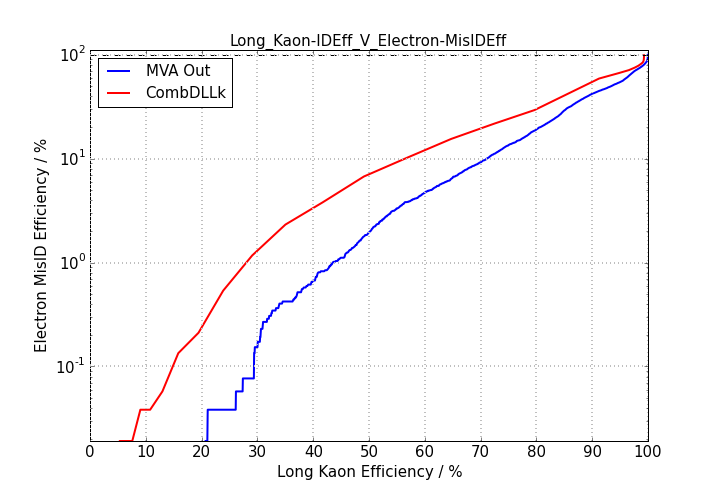 Long_Kaon-IDEff_V_Electron-MisIDEff
MVA Out
CombDLLk
Electron MisID Efficiency / %
10²
10¹
10⁰
10⁻¹
0 10 20 30 40 50 60 70 80 90 100
Long Kaon Efficiency / %